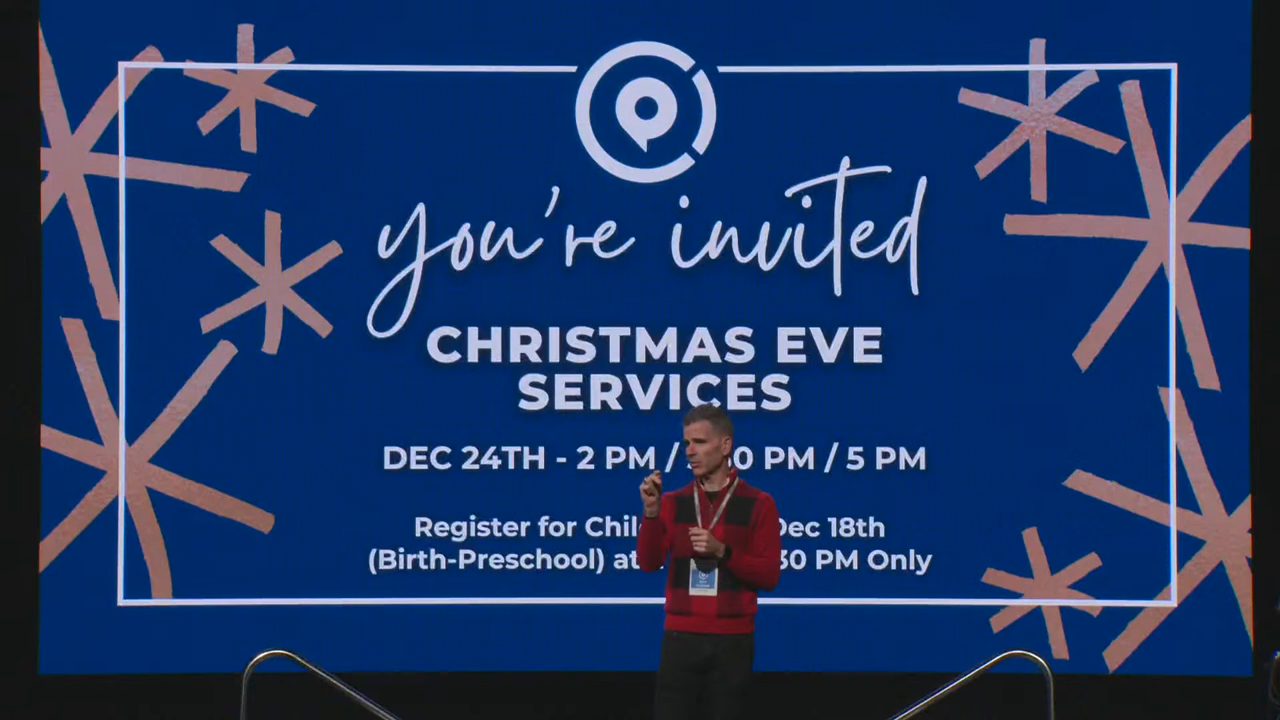 you're invited
CHRISTMAS EVE
SERVICES
DEC 24TH - 2 PM / 0 PM / 5 PM
Register for Dec 18th
(Birth-Preschool) at 30 PM Only